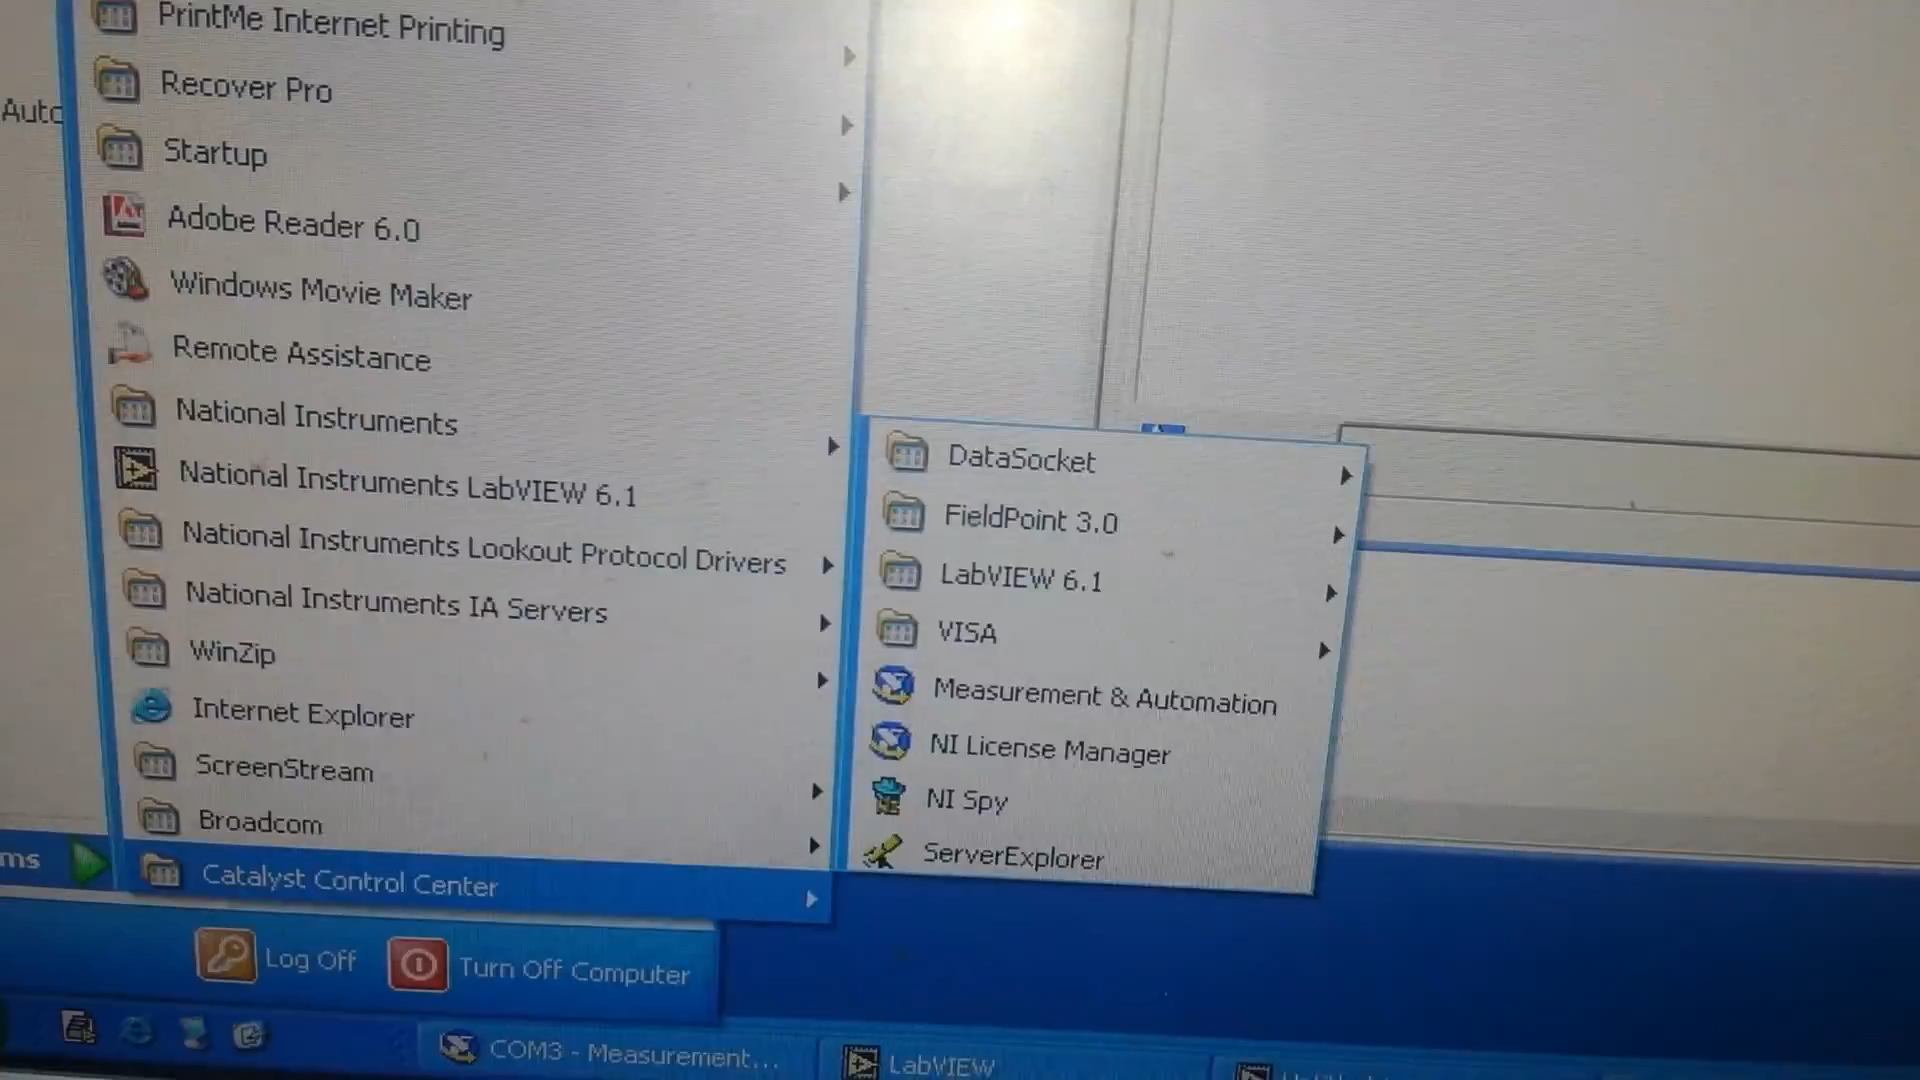 PrintMe Internet Printing
Recover Pro
Auto
Startup
Adobe Reader 6.0
Windows Movie Maker
Remote Assistance
National Instruments
National Instruments LabVIEW 6.1
National Instruments Lookout Protocol Drivers
National Instruments IA Servers
WinZip
Internet Explorer
ScreenStream
Broadcom
Catalyst Control Center
DataSocket
FieldPoint 3.0
LabVIEW 6.1
VISA
Measurement & Automation
NI License Manager
NI Spy
ServerExplorer
ms
Log Off
Turn Off Computer
COM3 - Measurement...
LabVIEW